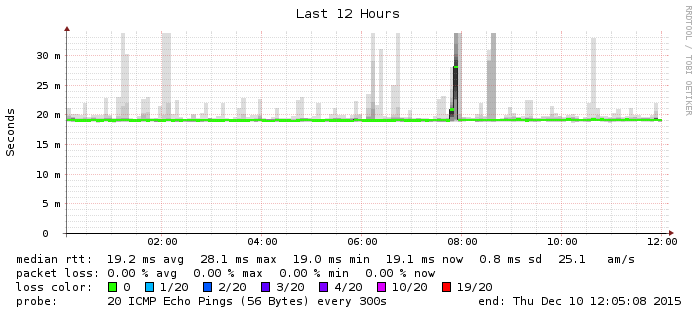 Last 12 Hours
RRDTOOL / TOBI OETIKER
Seconds
30 m
25 m
20 m
15 m
10 m
5 m
0
02:00 04:00 06:00 08:00 10:00 12:00
median rtt: 19.2 ms avg 28.1 ms max 19.0 ms min 19.1 ms now 0.8 ms sd 25.1 am/s
packet loss: 0.00 % avg 0.00 % max 0.00 % min 0.00 % now
loss color: 0 1/20 2/20 3/20 4/20 10/20 19/20
probe: 20 ICMP Echo Pings (56 Bytes) every 300s end: Thu Dec 10 12:05:08 2015